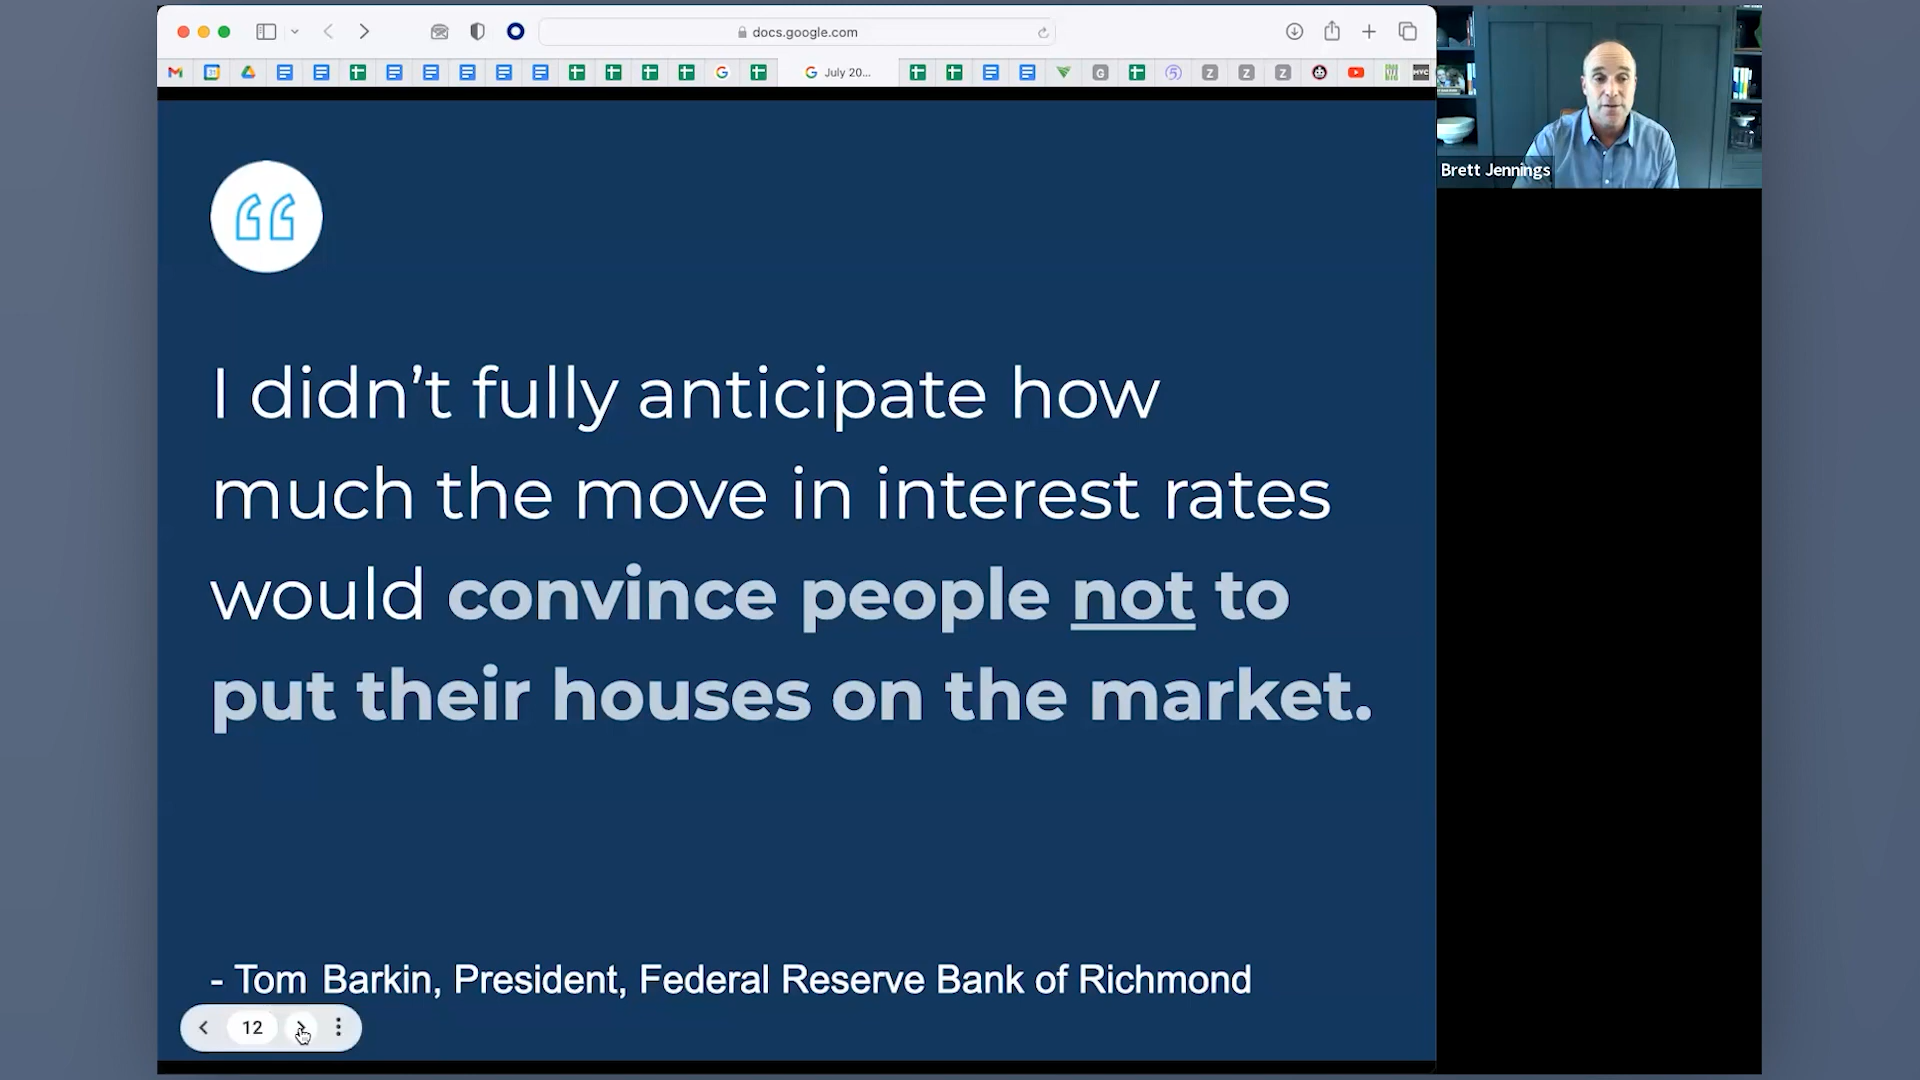 docs.google.com
July 20...
Brett Jennings
“
I didn’t fully anticipate how
much the move in interest rates
would convince people not to
put their houses on the market.
- Tom Barkin, President, Federal Reserve Bank of Richmond
12